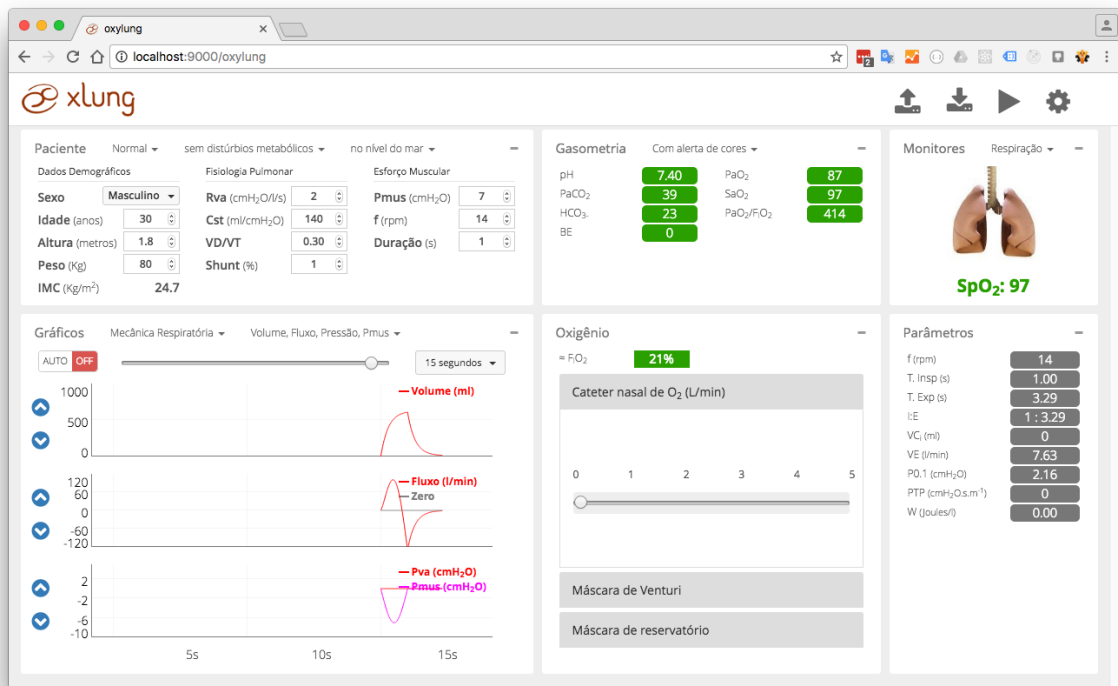 oxylung
localhost:9000/oxylung
2
xlung
Paciente Normal sem distúrbios metabólicos no nível do mar
Dados Demográficos Fisiologia Pulmonar Esforço Muscular
Sexo Masculino Rva (cmH2O/l/s) 2 Pmus (cmH2O) 7
Idade (anos) 30 Cst (ml/cmH2O) 140 f (rpm) 14
Altura (metros) 1.8 VD/VT 0.30 Duração (s) 1
Peso (Kg) 80 Shunt (%) 1
IMC (Kg/m2) 24.7
Gasometria Com alerta de cores
pH 7.40 PaO2 87
PaCO2 39 SaO2 97
HCO3- 23 PaO2/FiO2 414
BE 0
Monitores Respiração
SpO2: 97
Gráficos Mecânica Respiratória Volume, Fluxo, Pressão, Pmus
AUTO OFF 15 segundos
1000
500
0
Volume (ml)
120
60
0
-60
-120
Fluxo (l/min)
Zero
2
-2
-6
-10
Pva (cmH2O)
Pmus (cmH2O)
5s 10s 15s
Oxigênio
= FiO2 21%
Cateter nasal de O2 (L/min)
0 1 2 3 4 5
Máscara de Venturi
Máscara de reservatório
Parâmetros
f (rpm) 14
T. Insp (s) 1.00
T. Exp (s) 3.29
I:E 1 : 3.29
VCi (ml) 0
VE (l/min) 7.63
P0.1 (cmH2O) 2.16
PTP (cmH2O.s.m-1) 0
W (Joules/l) 0.00